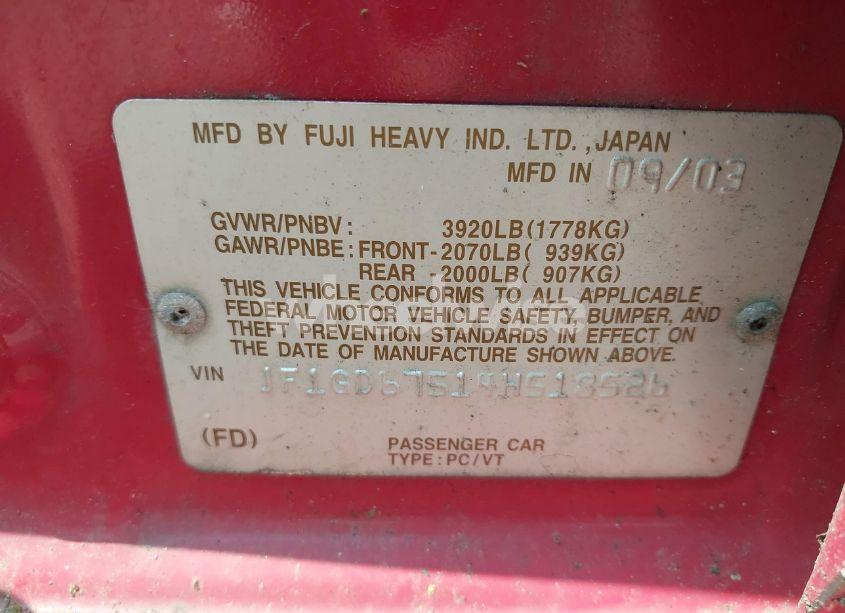 MFD BY FUJI HEAVY IND. LTD.,JAPAN
MFD IN 09/03
GVWR/PNBV: 3920LB(1778KG)
GAWR/PNBE: FRONT-2070LB( 939KG)
REAR -2000LB( 907KG)
THIS VEHICLE CONFORMS TO ALL APPLICABLE
FEDERAL MOTOR VEHICLE SAFETY, BUMPER, AND
THEFT PREVENTION STANDARDS IN EFFECT ON
THE DATE OF MANUFACTURE SHOWN ABOVE.
VIN JF1GD67514H518526
(FD) PASSENGER CAR
TYPE:PC/VT